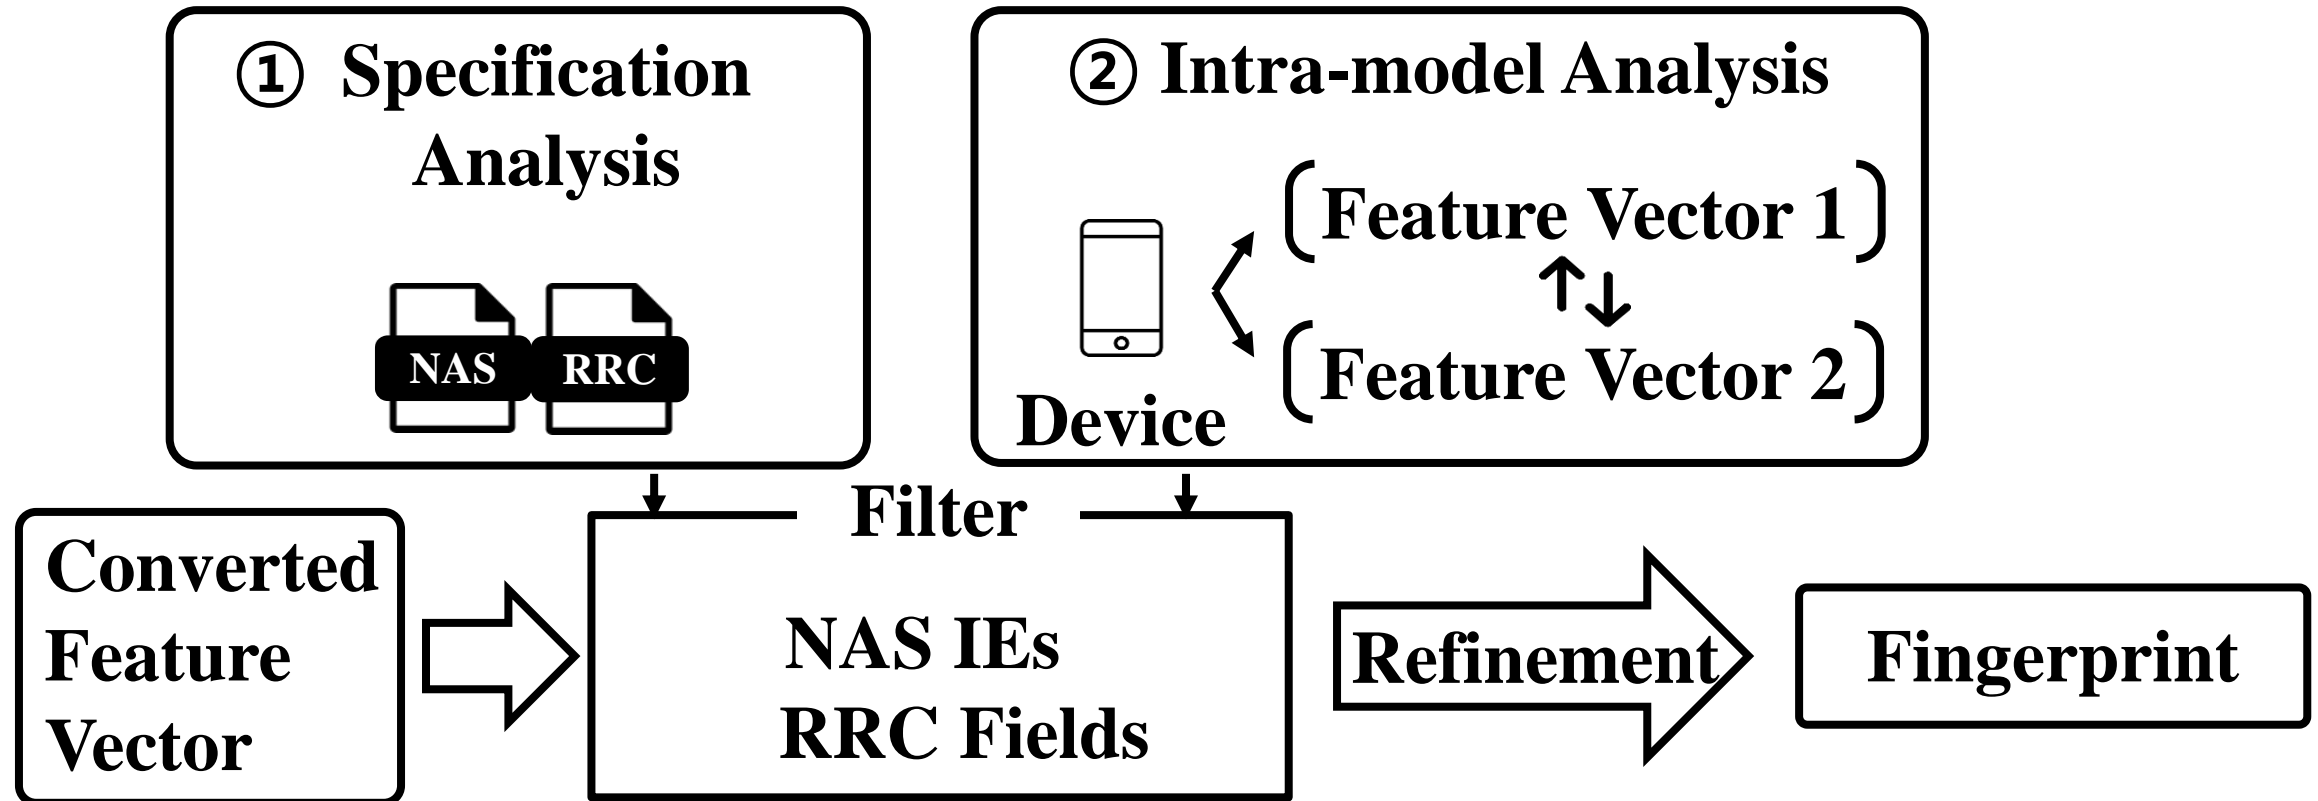 ① Specification
Analysis
NAS
RRC
② Intra-model Analysis
Feature Vector 1
Feature Vector 2
Device
Converted
Feature
Vector
Filter
NAS IEs
RRC Fields
Refinement
Fingerprint